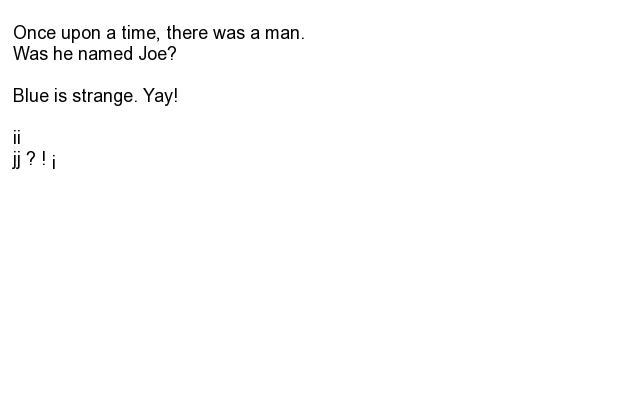 Once upon a time, there was a man.
Was he named Joe?
Blue is strange. Yay!
ii
jj ? ! ¡